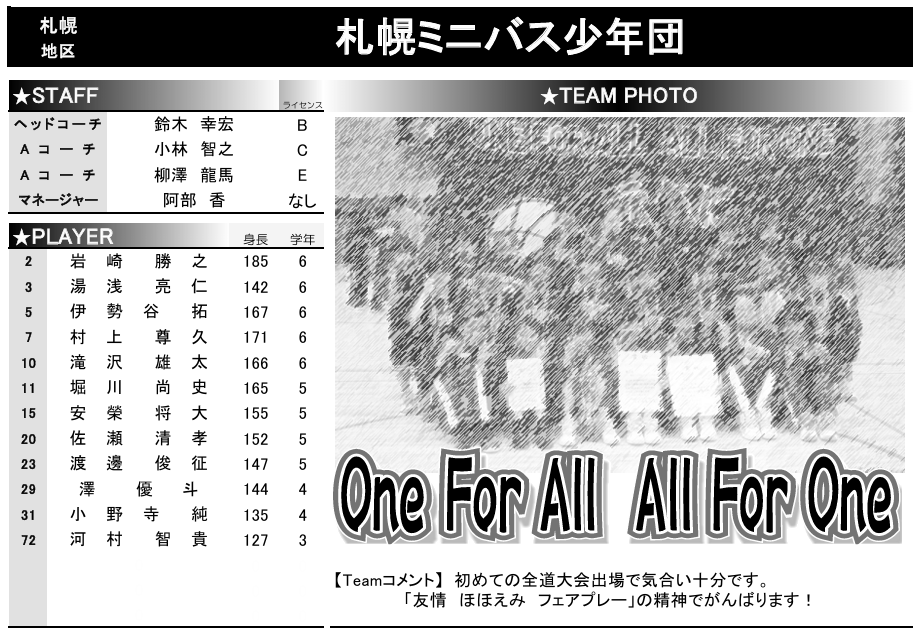 札幌
地区
札幌ミニバス少年団
★STAFF ライセンス
ヘッドコーチ 鈴木 幸宏 B
Aコーチ 小林 智之 C
Aコーチ 柳澤 龍馬 E
マネージャー 阿部 香 なし
★PLAYER 身長 学年
2 岩崎 勝之 185 6
3 湯浅 亮仁 142 6
5 伊勢谷 拓 167 6
7 村上 尊久 171 6
10 滝沢 雄太 166 6
11 堀川 尚史 165 5
15 安榮 将大 155 5
20 佐瀬 清孝 152 5
23 渡邊 俊征 147 5
29 澤 優斗 144 4
31 小野寺 純 135 4
72 河村 智貴 127 3
★TEAM PHOTO
One For All All For One
【Teamコメント】 初めての全道大会出場で気合い十分です。
「友情 ほほえみ フェアプレー」の精神でがんばります！